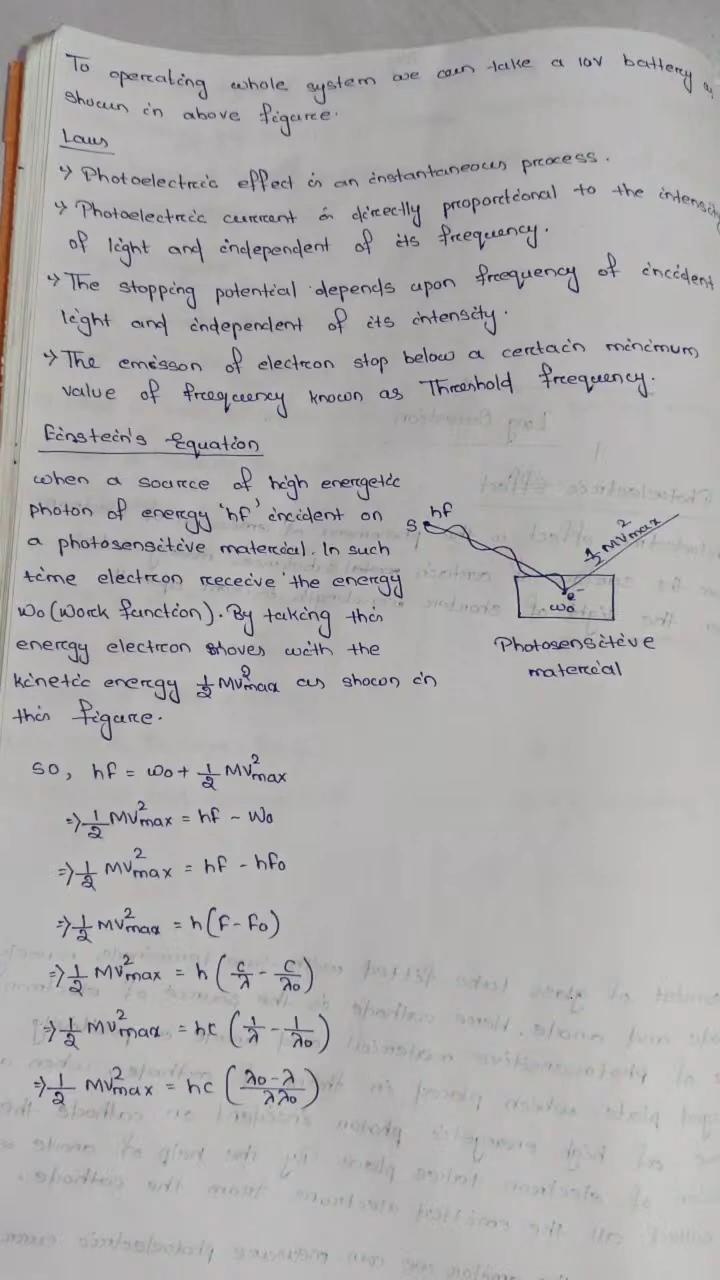 To operating whole system we can take a 10V battery as
shown in above figure.
Laws
→ Photoelectric effect is an instantaneous process.
→ Photoelectric current is directly proportional to the intensity
of light and independent of its frequency.
→ The stopping potential depends upon frequency of incident
light and independent of its intensity.
→ The emisson of electron stop below a certain minimum
value of frequency known as Threshold frequency.
Einstein's Equation
when a source of high energetic
photon of energy 'hf' incident on
a photosensitive material. In such
time electron receive the energy
W₀ (Work function). By taking this
energy electron moves with the
kinetic energy ½ MV²max as shown in
this figure.
S hf
½ MV²max
e⁻
W₀
Photosensitive
material
SO, hf = W₀ + ½ MV²max
⇒ ½ MV²max = hf - W₀
⇒ ½ MV²max = hf - hf₀
⇒ ½ MV²max = h(f - f₀)
⇒ ½ MV²max = h (c/λ - c/λ₀)
⇒ ½ MV²max = hc (1/λ - 1/λ₀)
⇒ ½ MV²max = hc ((λ₀ - λ)/(λλ₀))